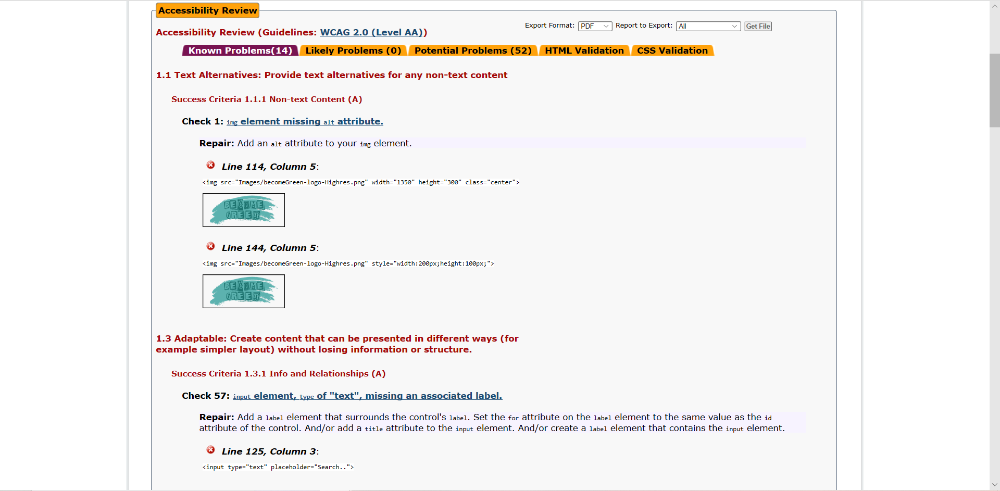 Accessibility Review
Export Format: PDF Report to Export: All Get File
Accessibility Review (Guidelines: WCAG 2.0 (Level AA))
Known Problems(14) Likely Problems (0) Potential Problems (52) HTML Validation CSS Validation
1.1 Text Alternatives: Provide text alternatives for any non-text content
Success Criteria 1.1.1 Non-text Content (A)
Check 1: img element missing alt attribute.
Repair: Add an alt attribute to your img element.
Line 114, Column 5:
<img src="Images/becomeGreen-logo-Highres.png" width="1350" height="300" class="center">
BECOME
GREEN
Line 144, Column 5:
<img src="Images/becomeGreen-logo-Highres.png" style="width:200px;height:100px;">
BECOME
GREEN
1.3 Adaptable: Create content that can be presented in different ways (for
example simpler layout) without losing information or structure.
Success Criteria 1.3.1 Info and Relationships (A)
Check 57: input element, type of "text", missing an associated label.
Repair: Add a label element that surrounds the control's label. Set the for attribute on the label element to the same value as the id
attribute of the control. And/or add a title attribute to the input element. And/or create a label element that contains the input element.
Line 125, Column 3:
<input type="text" placeholder="Search..">